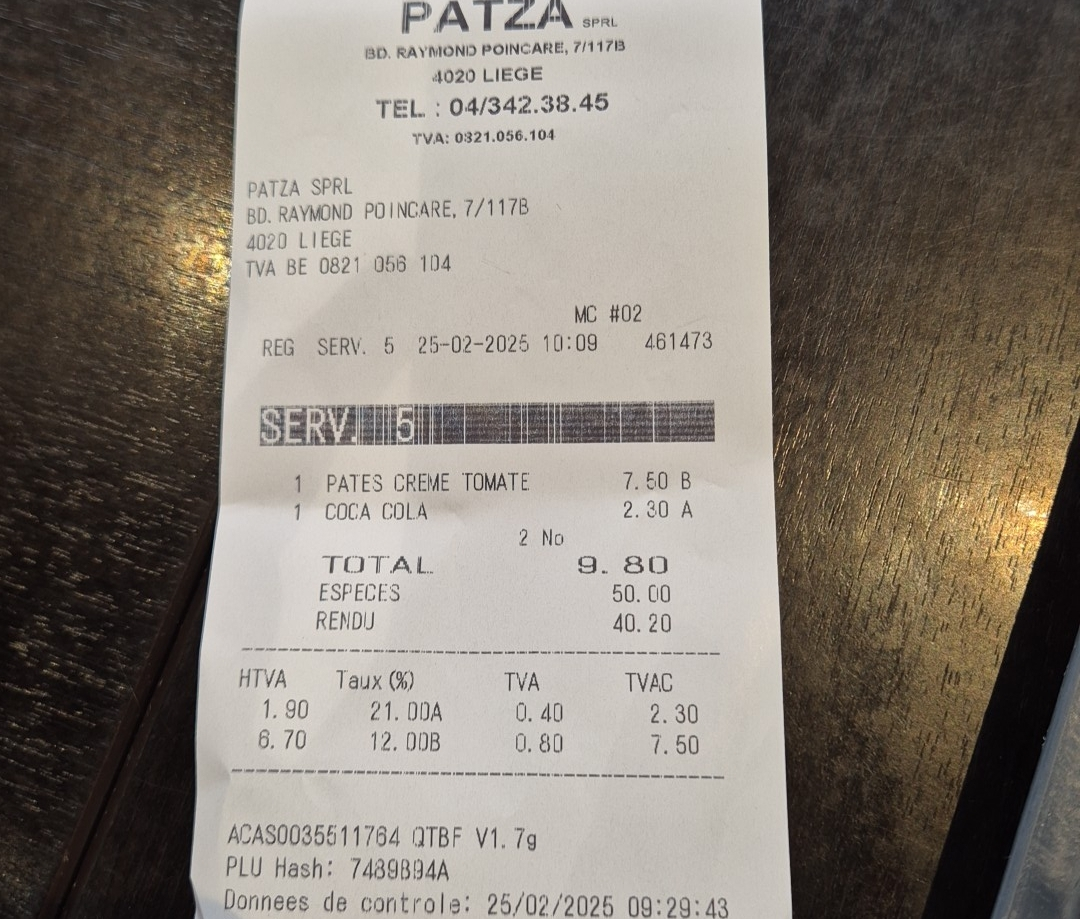 PATZA SPRL
BD. RAYMOND POINCARE, 7/117B
4020 LIEGE
TEL : 04/342.38.45
TVA: 0821.056.104
PATZA SPRL
BD. RAYMOND POINCARE, 7/117B
4020 LIEGE
TVA BE 0821 056 104
MC #02
REG SERV. 5 25-02-2025 10:09 461473
SERV. 5
1 PATES CREME TOMATE 7.50 B
1 COCA COLA 2.30 A
2 No
TOTAL 9.80
ESPECES 50.00
RENDU 40.20
HTVA Taux (%) TVA TVAC
1.90 21.00A 0.40 2.30
6.70 12.00B 0.80 7.50
ACAS0035511764 QTBF V1.7g
PLU Hash: 7489B94A
Donnees de controle: 25/02/2025 09:29:43